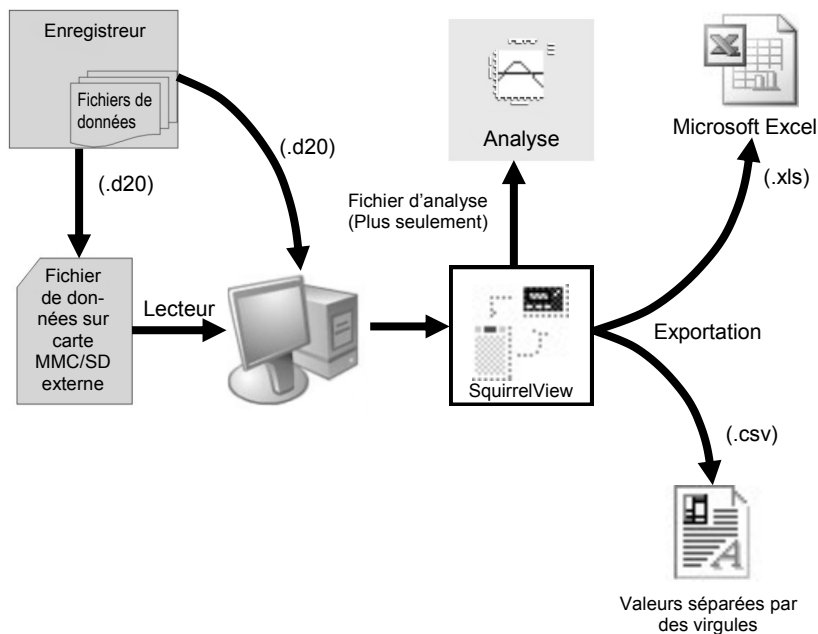 Enregistreur
Fichiers de
données
(.d20)
(.d20)
Fichier
de don-
nées sur
carte
MMC/SD
externe
Lecteur
Analyse
Fichier d’analyse
(Plus seulement)
SquirrelView
Microsoft Excel
(.xls)
Exportation
(.csv)
Valeurs séparées par
des virgules